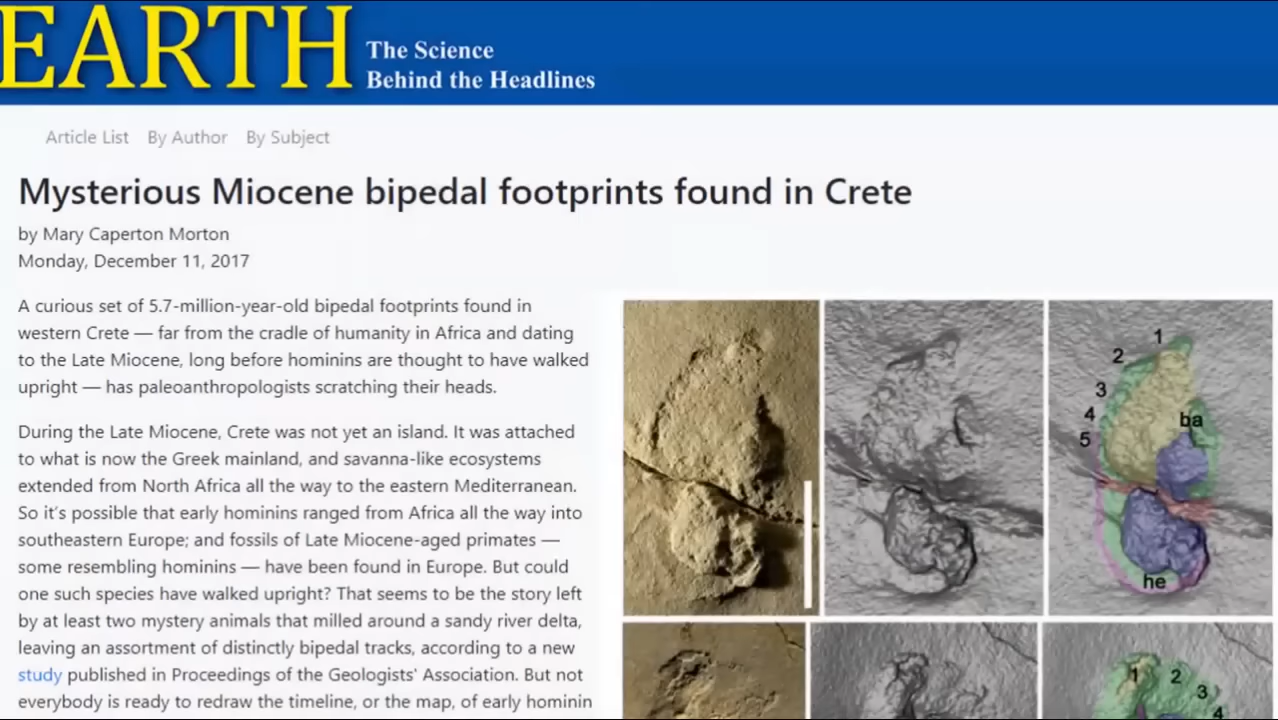 EARTH
The Science
Behind the Headlines
Article List By Author By Subject
Mysterious Miocene bipedal footprints found in Crete
by Mary Caperton Morton
Monday, December 11, 2017
A curious set of 5.7-million-year-old bipedal footprints found in
western Crete — far from the cradle of humanity in Africa and dating
to the Late Miocene, long before hominins are thought to have walked
upright — has paleoanthropologists scratching their heads.
During the Late Miocene, Crete was not yet an island. It was attached
to what is now the Greek mainland, and savanna-like ecosystems
extended from North Africa all the way to the eastern Mediterranean.
So it's possible that early hominins ranged from Africa all the way into
southeastern Europe; and fossils of Late Miocene-aged primates —
some resembling hominins — have been found in Europe. But could
one such species have walked upright? That seems to be the story left
by at least two mystery animals that milled around a sandy river delta,
leaving an assortment of distinctly bipedal tracks, according to a new
study published in Proceedings of the Geologists' Association. But not
everybody is ready to redraw the timeline, or the map, of early hominin
1
2
3
4
5
ba
he
1
2
3
4